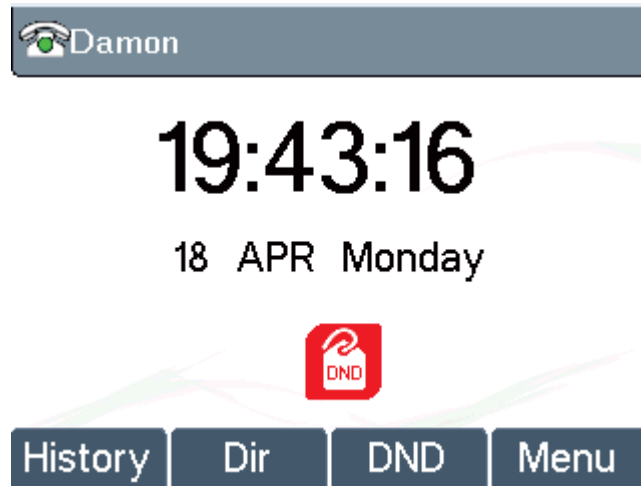 Damon
19:43:16
18 APR Monday
DND
History Dir DND Menu